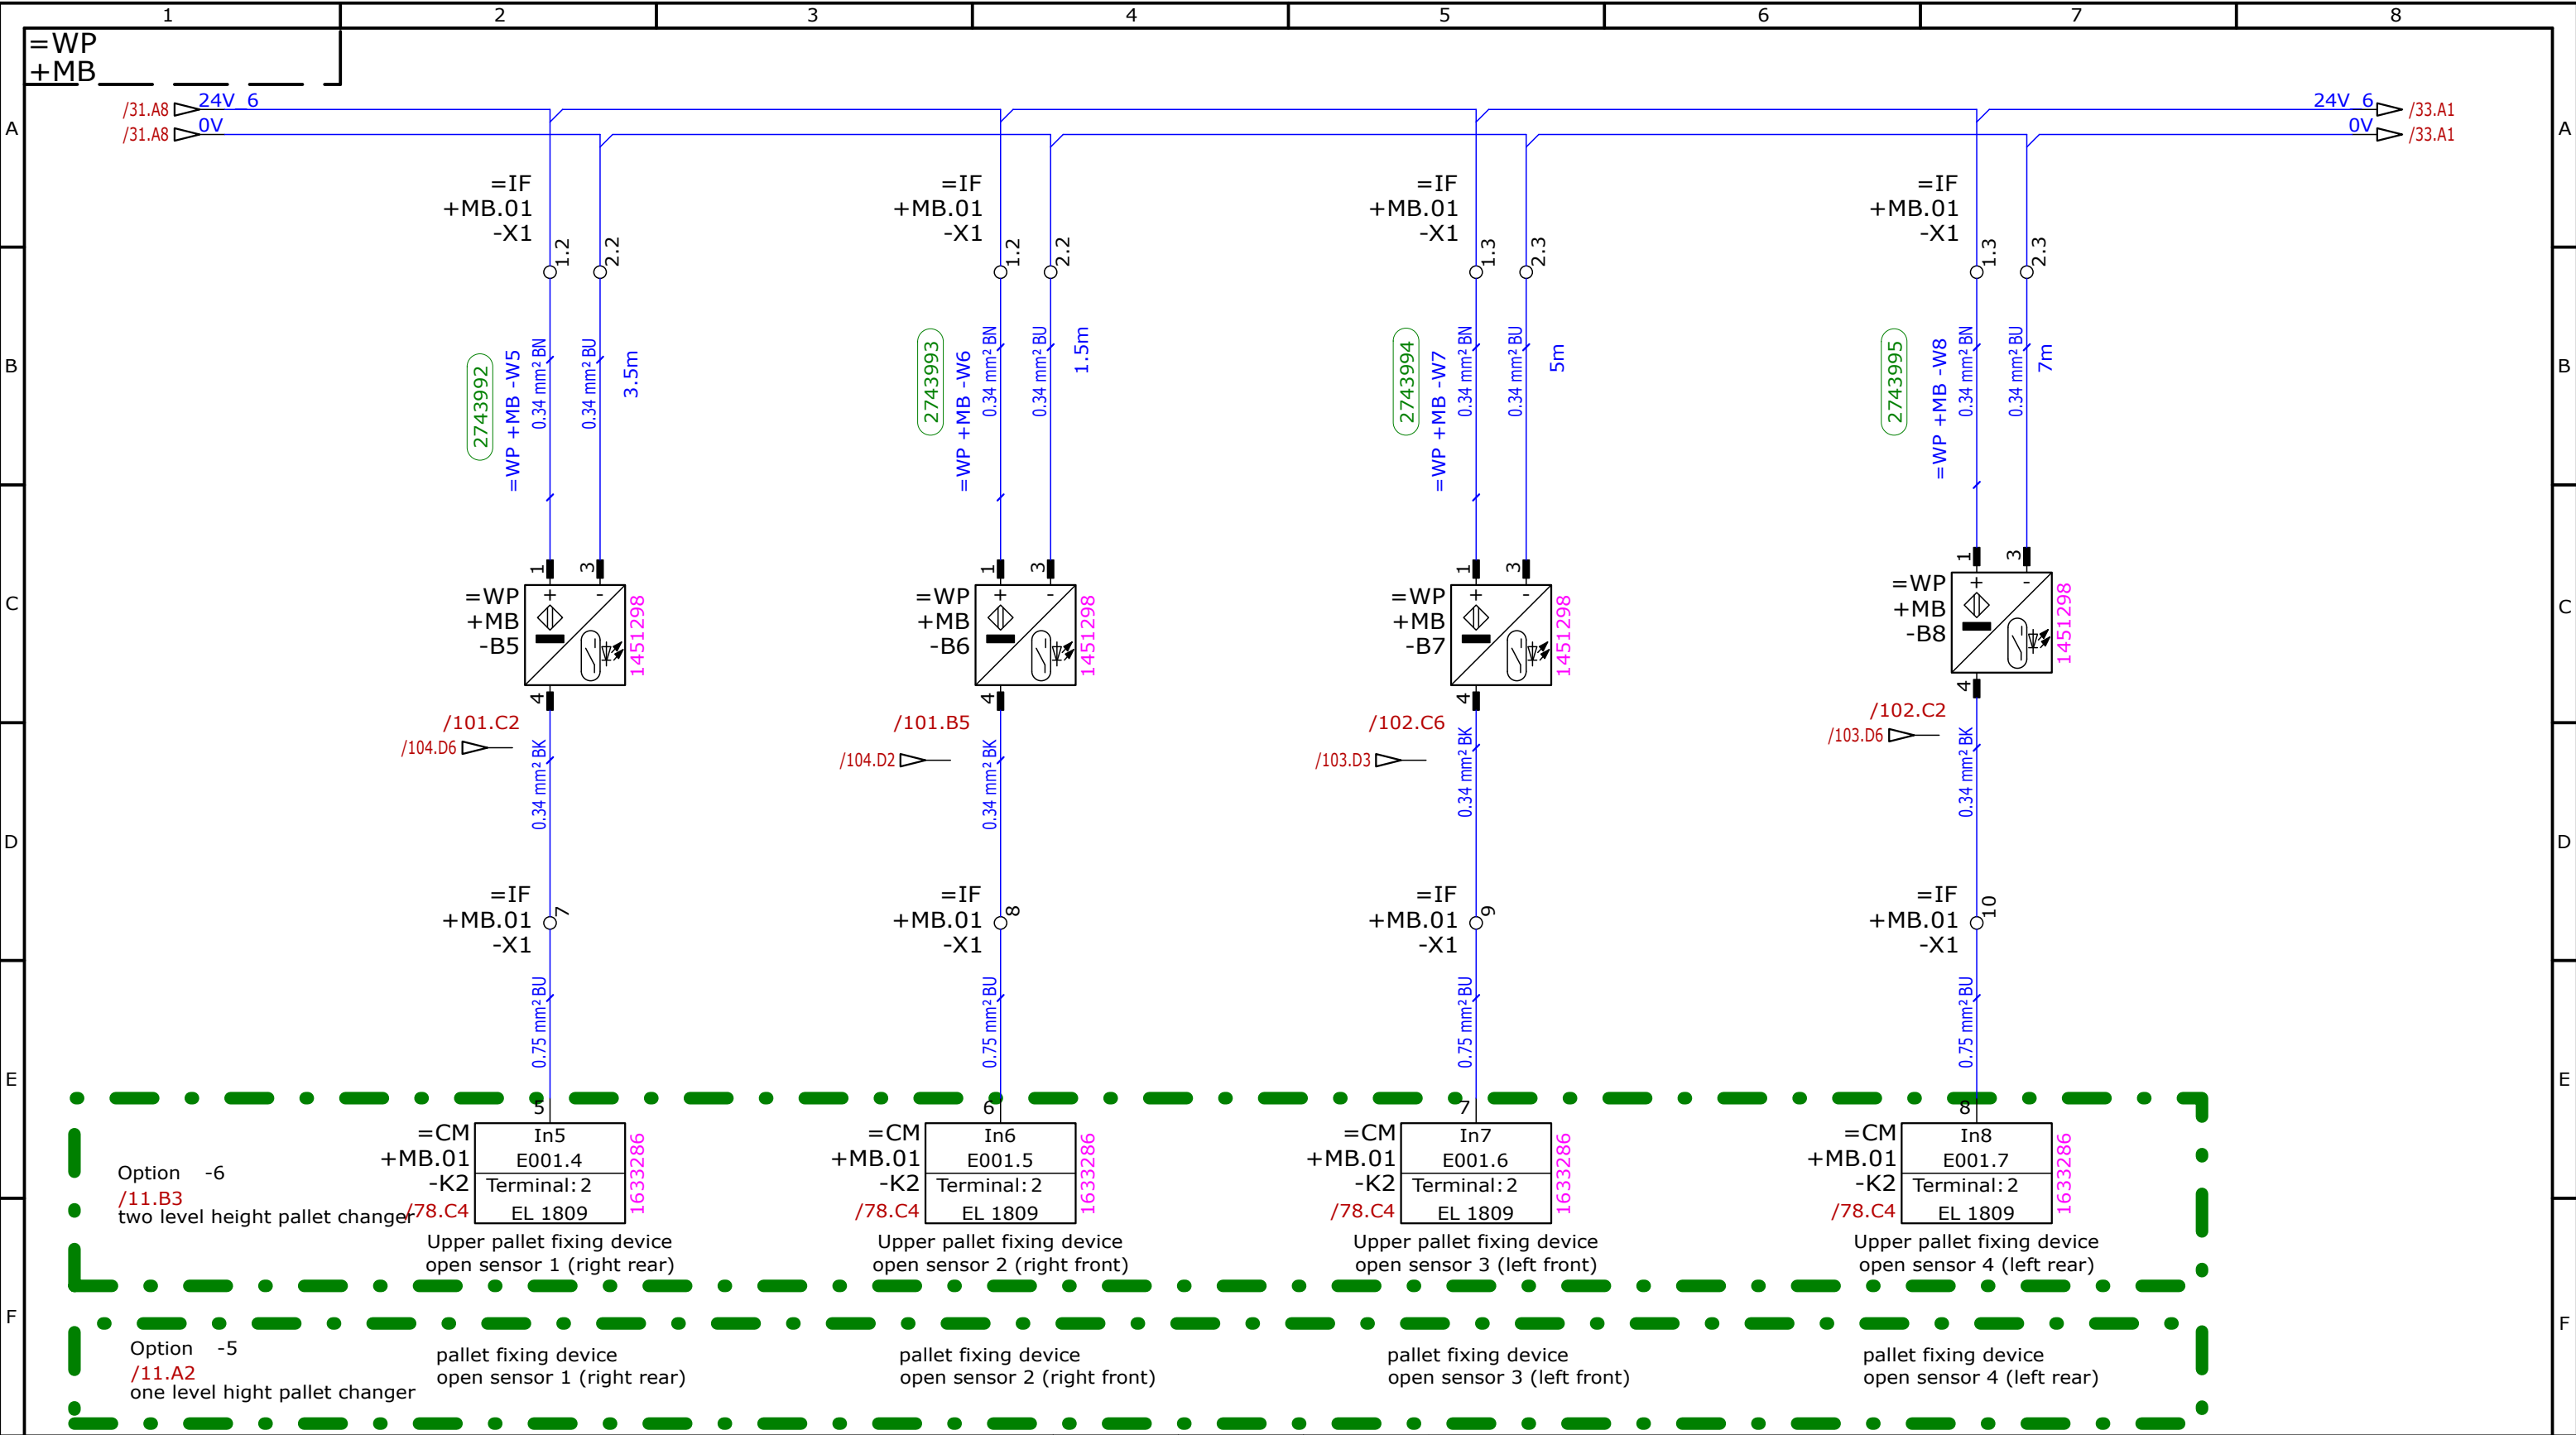 1 2 3 4 5 6 7 8
=WP
+MB
A A
B B
C C
D D
E E
F F
/31.A8 24V_6 24V_6 /33.A1
/31.A8 0V 0V /33.A1
=IF
+MB.01
-X1
1.2 2.2
=IF
+MB.01
-X1
1.2 2.2
=IF
+MB.01
-X1
1.3 2.3
=IF
+MB.01
-X1
1.3 2.3
2743992
=WP +MB -W5
0.34 mm² BN
0.34 mm² BU
3.5m
2743993
=WP +MB -W6
0.34 mm² BN
0.34 mm² BU
1.5m
2743994
=WP +MB -W7
0.34 mm² BN
0.34 mm² BU
5m
2743995
=WP +MB -W8
0.34 mm² BN
0.34 mm² BU
7m
1 3
=WP
+MB
-B5
+ -
1451298
4
/101.C2
/104.D6
0.34 mm² BK
1 3
=WP
+MB
-B6
+ -
1451298
4
/101.B5
/104.D2
0.34 mm² BK
1 3
=WP
+MB
-B7
+ -
1451298
4
/102.C6
/103.D3
0.34 mm² BK
1 3
=WP
+MB
-B8
+ -
1451298
4
/102.C2
/103.D6
0.34 mm² BK
=IF
+MB.01
-X1
7
0.75 mm² BU
=IF
+MB.01
-X1
8
0.75 mm² BU
=IF
+MB.01
-X1
9
0.75 mm² BU
=IF
+MB.01
-X1
10
0.75 mm² BU
Option -6
/11.B3
two level height pallet changer
5
=CM
+MB.01
-K2
/78.C4
In5
E001.4
Terminal:2
EL 1809
1633286
Upper pallet fixing device
open sensor 1 (right rear)
6
=CM
+MB.01
-K2
/78.C4
In6
E001.5
Terminal:2
EL 1809
1633286
Upper pallet fixing device
open sensor 2 (right front)
7
=CM
+MB.01
-K2
/78.C4
In7
E001.6
Terminal:2
EL 1809
1633286
Upper pallet fixing device
open sensor 3 (left front)
8
=CM
+MB.01
-K2
/78.C4
In8
E001.7
Terminal:2
EL 1809
1633286
Upper pallet fixing device
open sensor 4 (left rear)
Option -5
/11.A2
one level hight pallet changer
pallet fixing device
open sensor 1 (right rear)
pallet fixing device
open sensor 2 (right front)
pallet fixing device
open sensor 3 (left front)
pallet fixing device
open sensor 4 (left rear)